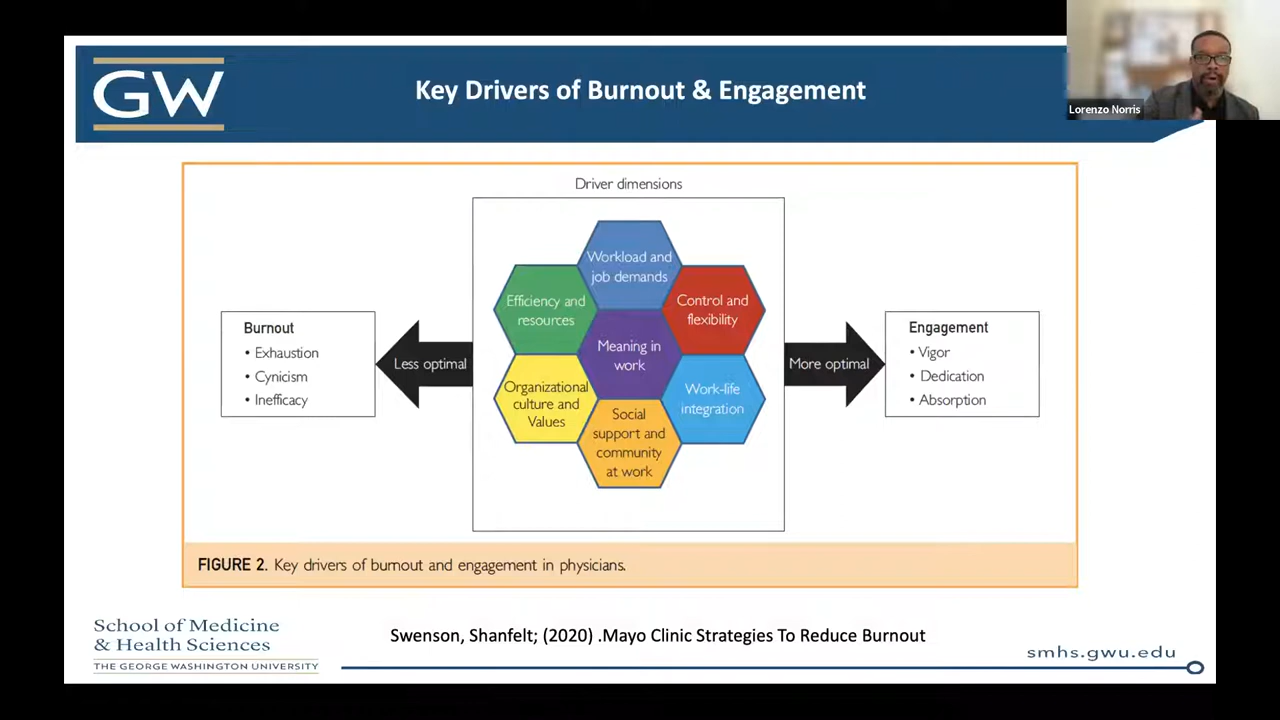 GW
Key Drivers of Burnout & Engagement
Lorenzo Norris
Driver dimensions
Workload and
job demands
Efficiency and
resources
Control and
flexibility
Meaning in
work
Organizational
culture and
Values
Work-life
integration
Social
support and
community
at work
Burnout
• Exhaustion
• Cynicism
• Inefficacy
Less optimal
More optimal
Engagement
• Vigor
• Dedication
• Absorption
FIGURE 2. Key drivers of burnout and engagement in physicians.
School of Medicine
& Health Sciences
THE GEORGE WASHINGTON UNIVERSITY
Swenson, Shanfelt; (2020) .Mayo Clinic Strategies To Reduce Burnout
smhs.gwu.edu